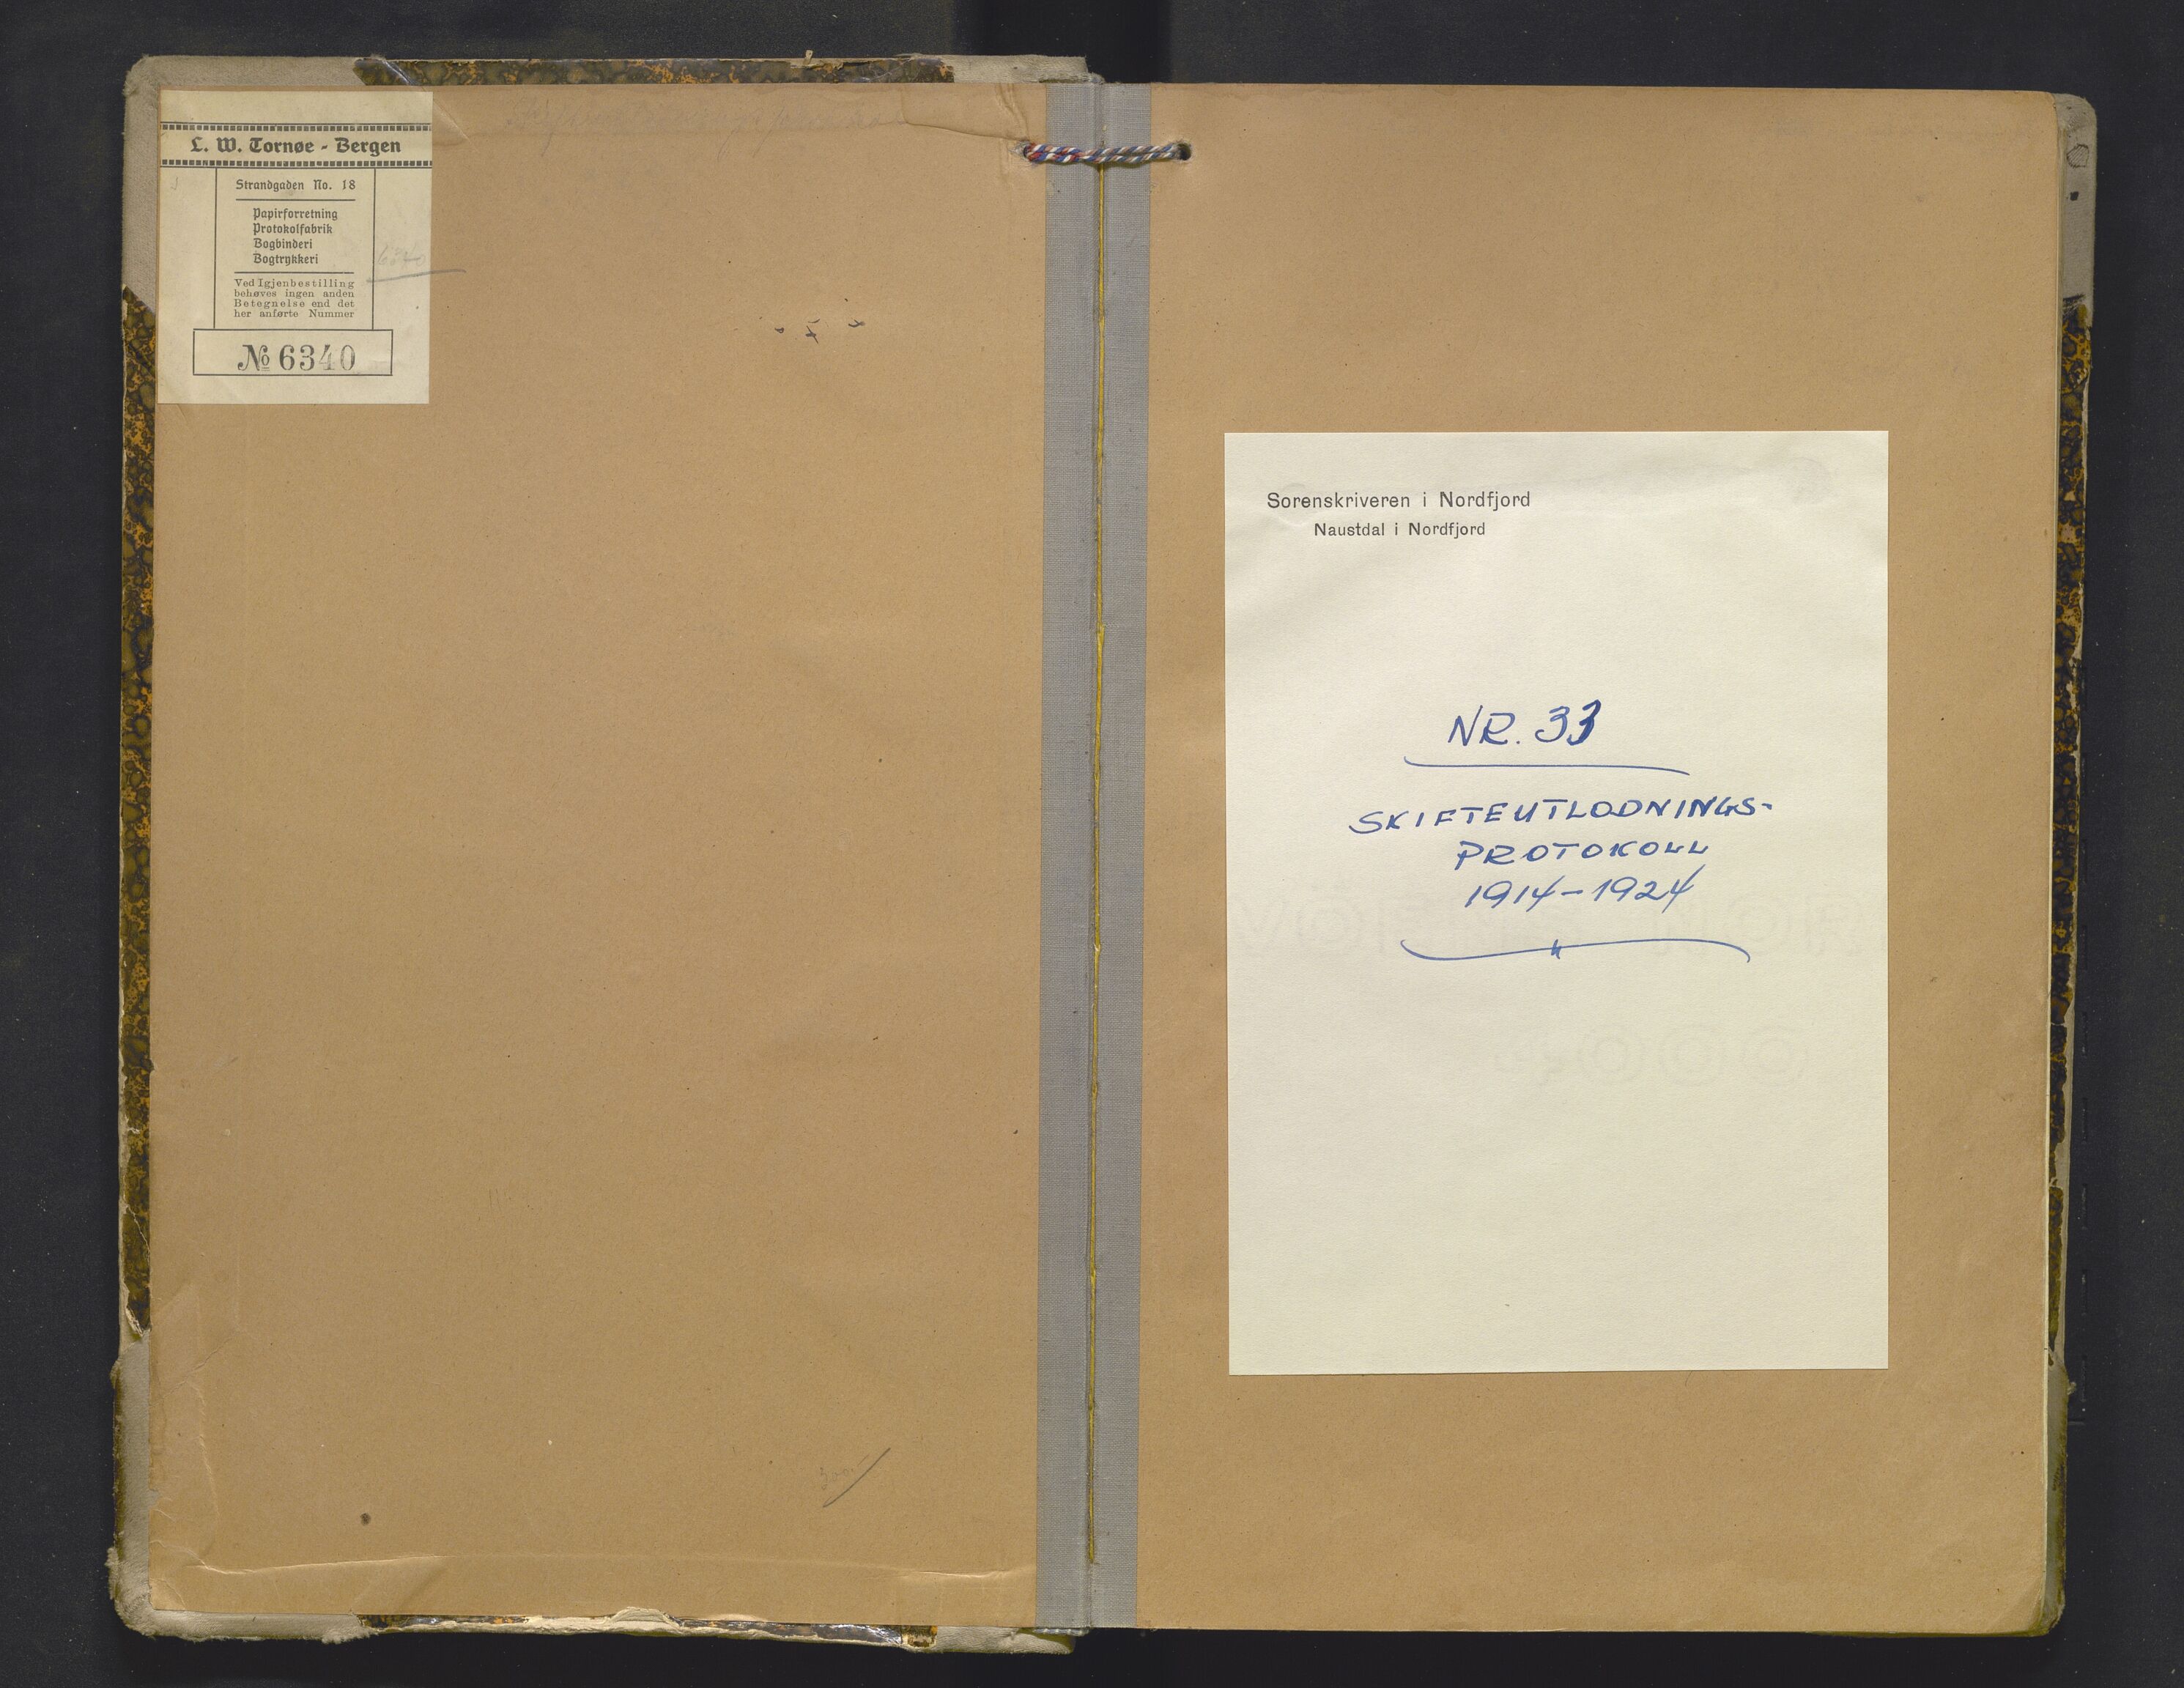 L. W. Tornøe - Bergen
Strandgaden No. 18
Papirforretning
Protokolfabrik
Bogbinderi
Bogtrykkeri
Ved Igjenbestilling
behøves ingen anden
Betegnelse end det
her anførte Nummer
№ 6340
Sorenskriveren i Nordfjord
Naustdal i Nordfjord
NR. 33
SKIFTEUTLODNINGS-
PROTOKOLL
1914-1924